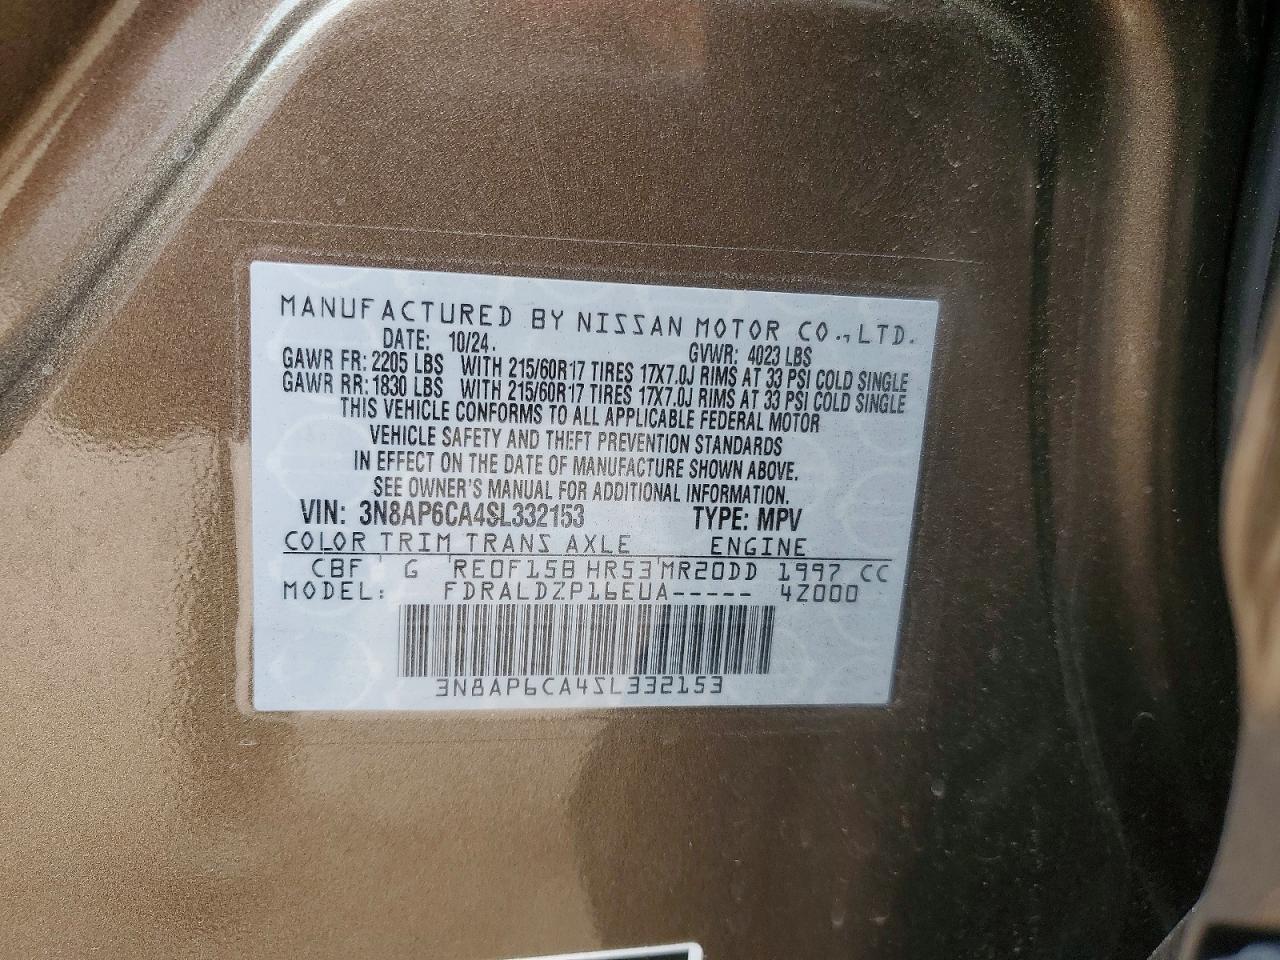 MANUFACTURED BY NISSAN MOTOR CO., LTD.
DATE: 10/24. GVWR: 4023 LBS
GAWR FR: 2205 LBS WITH 215/60R17 TIRES 17X7.0J RIMS AT 33 PSI COLD SINGLE
GAWR RR: 1830 LBS WITH 215/60R17 TIRES 17X7.0J RIMS AT 33 PSI COLD SINGLE
THIS VEHICLE CONFORMS TO ALL APPLICABLE FEDERAL MOTOR
VEHICLE SAFETY AND THEFT PREVENTION STANDARDS
IN EFFECT ON THE DATE OF MANUFACTURE SHOWN ABOVE.
SEE OWNER'S MANUAL FOR ADDITIONAL INFORMATION.
VIN: 3N8AP6CA4SL332153 TYPE: MPV
COLOR TRIM TRANS AXLE ENGINE
CBF G RE0F15B HR53 MR20DD 1997 CC
MODEL: FDRALDZP16EUA----- 4Z000
3N8AP6CA4SL332153